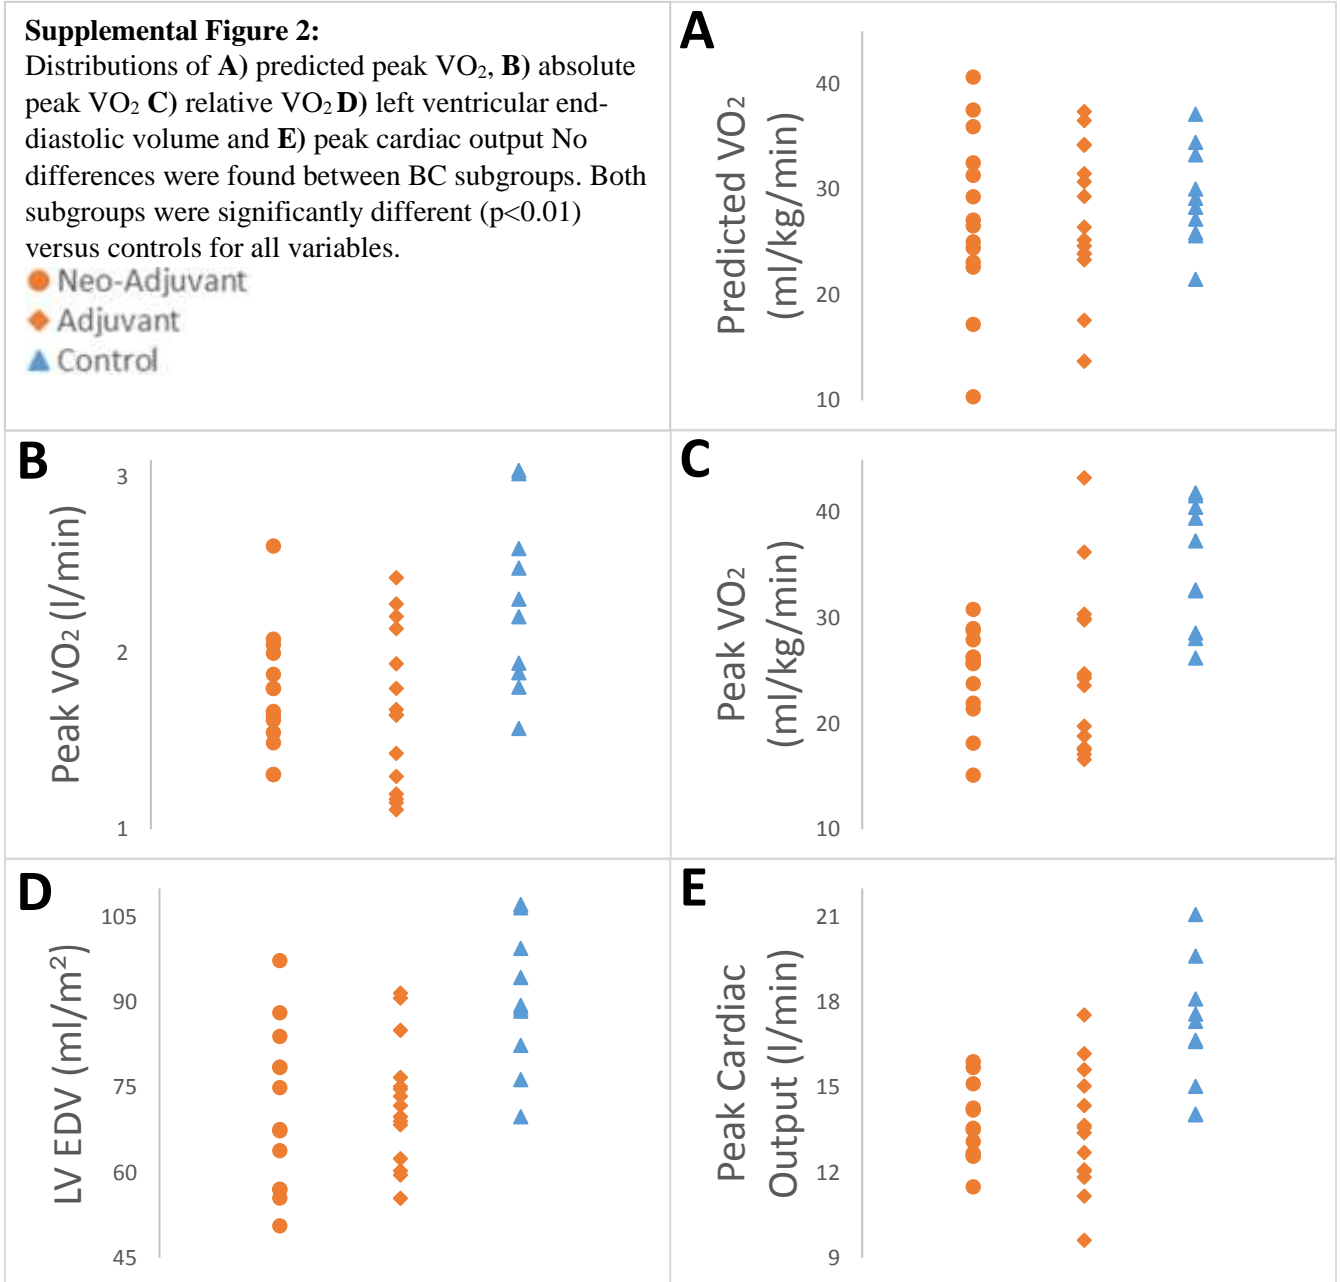 Supplemental Figure 2:
Distributions of A) predicted peak VO₂, B) absolute
peak VO₂ C) relative VO₂ D) left ventricular end-
diastolic volume and E) peak cardiac output No
differences were found between BC subgroups. Both
subgroups were significantly different (p<0.01)
versus controls for all variables.
Neo-Adjuvant
Adjuvant
Control
A
Predicted VO₂
(ml/kg/min)
40
30
20
10
B
Peak VO₂ (l/min)
3
2
1
C
Peak VO₂
(ml/kg/min)
40
30
20
10
D
LV EDV (ml/m²)
105
90
75
60
45
E
Peak Cardiac
Output (l/min)
21
18
15
12
9